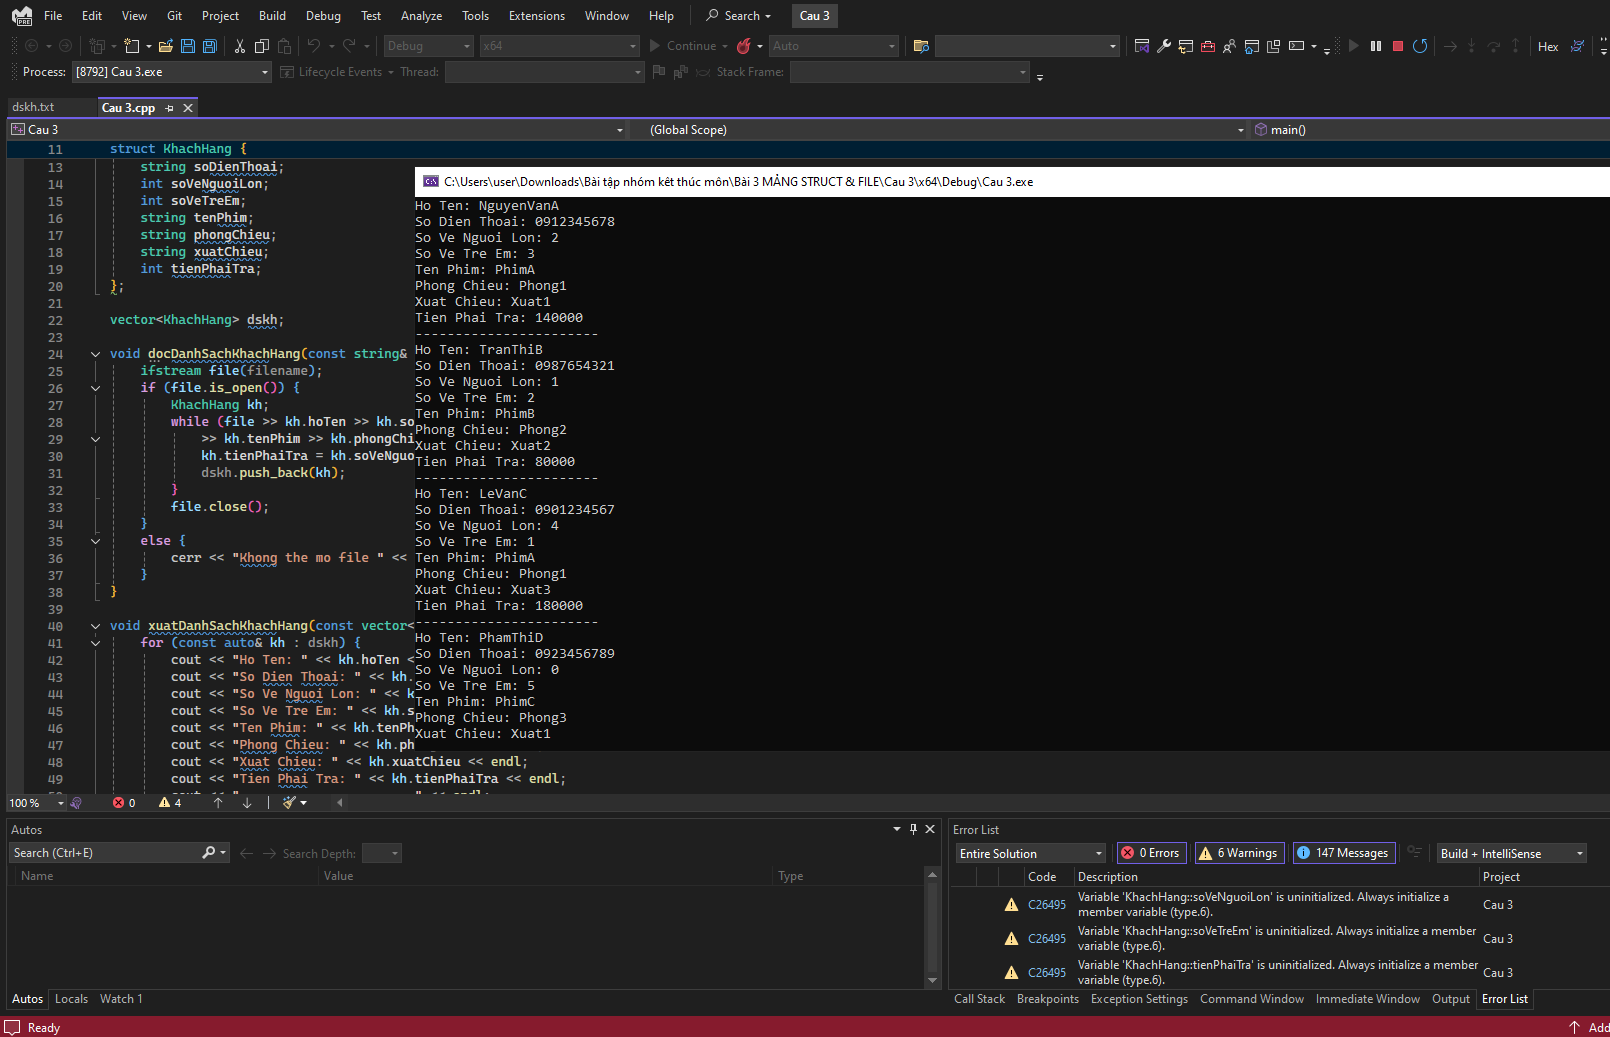 File Edit View Git Project Build Debug Test Analyze Tools Extensions Window Help Search Cau 3
Debug x64 Continue Auto Hex
Process: [8792] Cau 3.exe Lifecycle Events Thread: Stack Frame:
dskh.txt Cau 3.cpp
Cau 3 (Global Scope) main()
11 struct KhachHang {
13 string soDienThoai;
14 int soVeNguoiLon;
15 int soVeTreEm;
16 string tenPhim;
17 string phongChieu;
18 string xuatChieu;
19 int tienPhaiTra;
20 };
21
22 vector<KhachHang> dskh;
23
24 void docDanhSachKhachHang(const string&
25 ifstream file(filename);
26 if (file.is_open()) {
27 KhachHang kh;
28 while (file >> kh.hoTen >> kh.so
29 >> kh.tenPhim >> kh.phongChi
30 kh.tienPhaiTra = kh.soVeNguo
31 dskh.push_back(kh);
32 }
33 file.close();
34 }
35 else {
36 cerr << "Khong the mo file " <<
37 }
38 }
39
40 void xuatDanhSachKhachHang(const vector<
41 for (const auto& kh : dskh) {
42 cout << "Ho Ten: " << kh.hoTen <
43 cout << "So Dien Thoai: " << kh.
44 cout << "So Ve Nguoi Lon: " << k
45 cout << "So Ve Tre Em: " << kh.s
46 cout << "Ten Phim: " << kh.tenPh
47 cout << "Phong Chieu: " << kh.ph
48 cout << "Xuat Chieu: " << kh.xuatChieu << endl;
49 cout << "Tien Phai Tra: " << kh.tienPhaiTra << endl;
C:\Users\user\Downloads\Bài tập nhóm kết thúc môn\Bài 3 MẢNG STRUCT & FILE\Cau 3\x64\Debug\Cau 3.exe
Ho Ten: NguyenVanA
So Dien Thoai: 0912345678
So Ve Nguoi Lon: 2
So Ve Tre Em: 3
Ten Phim: PhimA
Phong Chieu: Phong1
Xuat Chieu: Xuat1
Tien Phai Tra: 140000
-----------------------
Ho Ten: TranThiB
So Dien Thoai: 0987654321
So Ve Nguoi Lon: 1
So Ve Tre Em: 2
Ten Phim: PhimB
Phong Chieu: Phong2
Xuat Chieu: Xuat2
Tien Phai Tra: 80000
-----------------------
Ho Ten: LeVanC
So Dien Thoai: 0901234567
So Ve Nguoi Lon: 4
So Ve Tre Em: 1
Ten Phim: PhimA
Phong Chieu: Phong1
Xuat Chieu: Xuat3
Tien Phai Tra: 180000
-----------------------
Ho Ten: PhamThiD
So Dien Thoai: 0923456789
So Ve Nguoi Lon: 0
So Ve Tre Em: 5
Ten Phim: PhimC
Phong Chieu: Phong3
Xuat Chieu: Xuat1
100 % 0 4
Autos
Search (Ctrl+E) Search Depth:
Name Value Type
Autos Locals Watch 1
Error List
Entire Solution 0 Errors 6 Warnings 147 Messages Build + IntelliSense
Code Description Project
C26495 Variable 'KhachHang::soVeNguoiLon' is uninitialized. Always initialize a Cau 3
member variable (type.6).
C26495 Variable 'KhachHang::soVeTreEm' is uninitialized. Always initialize a member Cau 3
variable (type.6).
C26495 Variable 'KhachHang::tienPhaiTra' is uninitialized. Always initialize a member Cau 3
variable (type.6).
Call Stack Breakpoints Exception Settings Command Window Immediate Window Output Error List
Ready Add